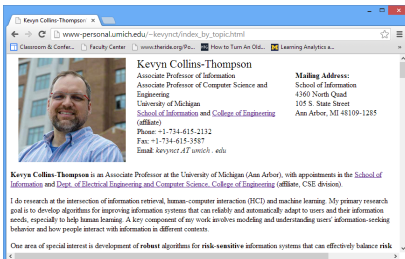 Kevyn Collins-Thompson
www-personal.umich.edu/~kevynct/index_by_topic.html
Classroom & Confer...
Faculty Center
www.theride.org/Po...
How to Turn An Old...
Learning Analytics a...
Kevyn Collins-Thompson
Associate Professor of Information
Associate Professor of Computer Science and
Engineering
University of Michigan
School of Information and College of Engineering
(affiliate)
Phone: +1-734-615-2132
Fax: +1-734-615-3587
Email: kevynct AT umich . edu
Mailing Address:
School of Information
4360 North Quad
105 S. State Street
Ann Arbor, MI 48109-1285
Kevyn Collins-Thompson is an Associate Professor at the University of Michigan (Ann Arbor), with appointments in the School of
Information and Dept. of Electrical Engineering and Computer Science, College of Engineering (affiliate, CSE division).
I do research at the intersection of information retrieval, human-computer interaction (HCI) and machine learning. My primary research
goal is to develop algorithms for improving information systems that can reliably and automatically adapt to users and their information
needs, especially to help human learning. A key component of my work involves modeling and understanding users' information-seeking
behavior and how people interact with information in different contexts.
One area of special interest is development of robust algorithms for risk-sensitive information systems that can effectively balance risk